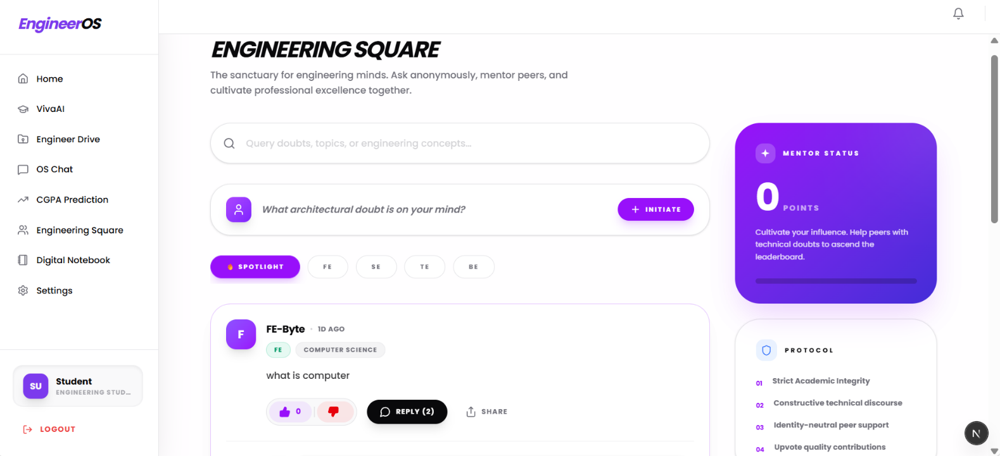 EngineerOS
Home
VivaAI
Engineer Drive
OS Chat
CGPA Prediction
Engineering Square
Digital Notebook
Settings
SU
Student
ENGINEERING STUD...
LOGOUT
ENGINEERING SQUARE
The sanctuary for engineering minds. Ask anonymously, mentor peers, and
cultivate professional excellence together.
Query doubts, topics, or engineering concepts...
What architectural doubt is on your mind?
INITIATE
SPOTLIGHT
FE
SE
TE
BE
F
FE-Byte · 1D AGO
FE
COMPUTER SCIENCE
what is computer
0
REPLY (2)
SHARE
MENTOR STATUS
0 POINTS
Cultivate your influence. Help peers with
technical doubts to ascend the
leaderboard.
PROTOCOL
01 Strict Academic Integrity
02 Constructive technical discourse
03 Identity-neutral peer support
04 Upvote quality contributions
N